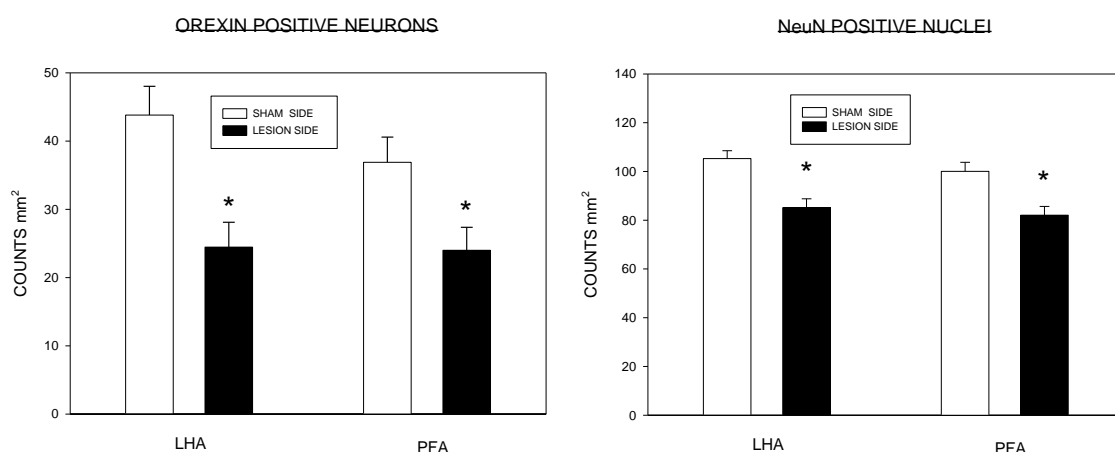 OREXIN POSITIVE NEURONS
50
40
30
20
10
0
COUNTS mm²
SHAM SIDE
LESION SIDE
*
*
LHA
PFA
NeuN POSITIVE NUCLEI
140
120
100
80
60
40
20
0
COUNTS mm²
SHAM SIDE
LESION SIDE
*
*
LHA
PFA